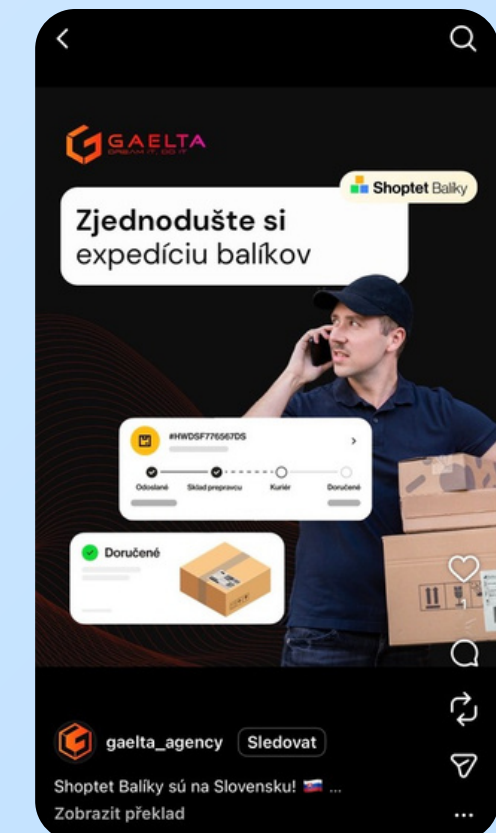 GAELTA
DREAM IT, DO IT
Shoptet Balíky
Zjednodušte si
expedíciu balíkov
#HWDSF776567DS
Odoslané
Sklad prepravcu
Kuriér
Doručené
Doručené
1
gaelta_agency
Sledovat
Shoptet Balíky sú na Slovensku! 🇸🇰 ...
Zobrazit překlad